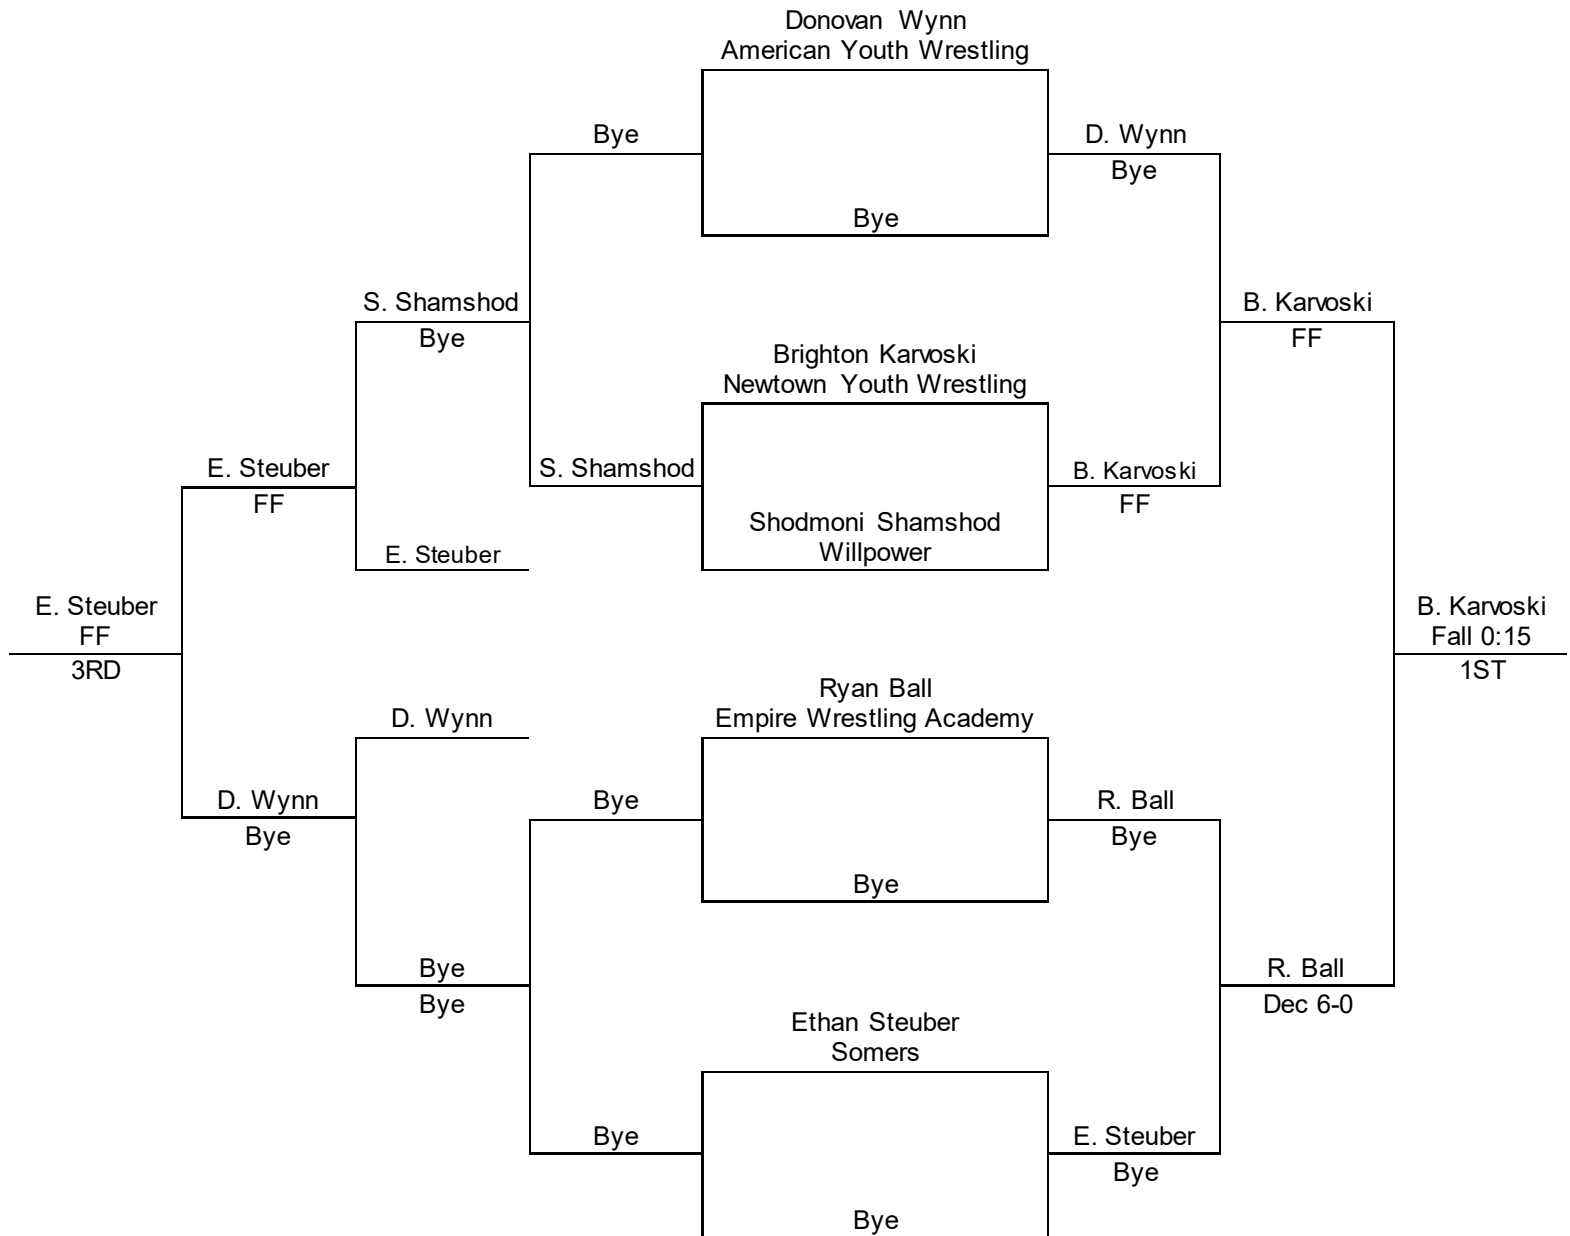 Donovan Wynn
American Youth Wrestling
Bye
D. Wynn
Bye
Bye
S. Shamshod
Bye
B. Karvoski
FF
Brighton Karvoski
Newtown Youth Wrestling
E. Steuber
FF
S. Shamshod
B. Karvoski
FF
Shodmoni Shamshod
Willpower
E. Steuber
E. Steuber
FF
3RD
B. Karvoski
Fall 0:15
1ST
Ryan Ball
Empire Wrestling Academy
D. Wynn
D. Wynn
Bye
Bye
R. Ball
Bye
Bye
Bye
Bye
R. Ball
Dec 6-0
Ethan Steuber
Somers
Bye
E. Steuber
Bye
Bye